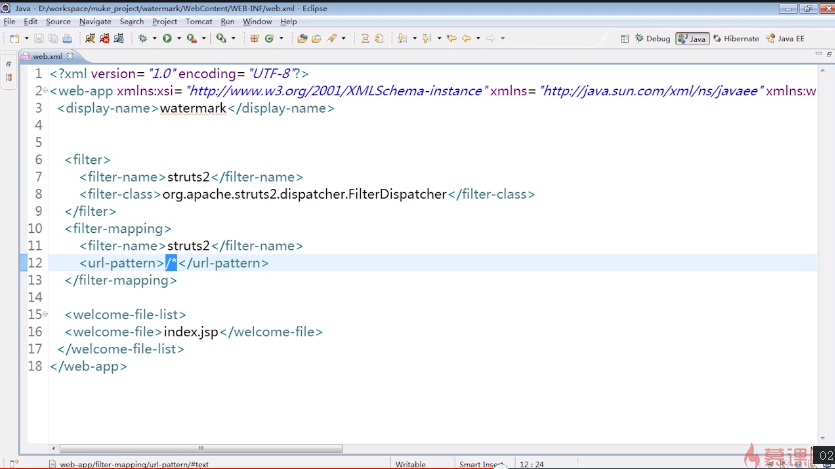 Java - D:/workspace/muke_project/watermark/WebContent/WEB-INF/web.xml - Eclipse
File Edit Source Navigate Search Project Tomcat Run Window Help
Debug Java Hibernate Java EE
web.xml
1 <?xml version="1.0" encoding="UTF-8"?>
2 <web-app xmlns:xsi="http://www.w3.org/2001/XMLSchema-instance" xmlns="http://java.sun.com/xml/ns/javaee" xmlns:w
3 <display-name>watermark</display-name>
4
5
6 <filter>
7 <filter-name>struts2</filter-name>
8 <filter-class>org.apache.struts2.dispatcher.FilterDispatcher</filter-class>
9 </filter>
10 <filter-mapping>
11 <filter-name>struts2</filter-name>
12 <url-pattern>/*</url-pattern>
13 </filter-mapping>
14
15 <welcome-file-list>
16 <welcome-file>index.jsp</welcome-file>
17 </welcome-file-list>
18 </web-app>
web-app/filter-mapping/url-pattern/#text Writable Smart Insert 12 : 24
慕课
02